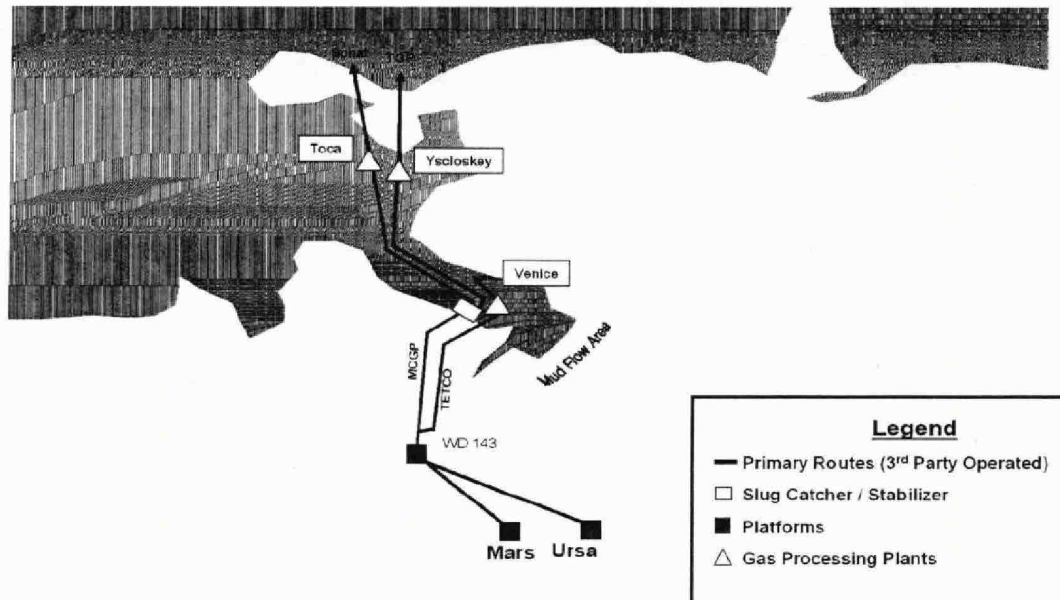 Sonat
TGP
Toca
Yscloskey
Venice
Mud Flow Area
MCGP
TETCO
WD 143
Mars
Ursa
Legend
Primary Routes (3rd Party Operated)
Slug Catcher / Stabilizer
Platforms
Gas Processing Plants